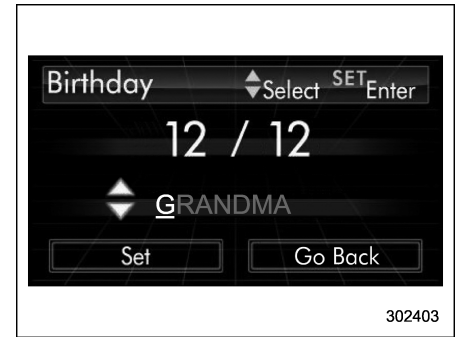 Birthday Select SET Enter
12 / 12
GRANDMA
Set Go Back
302403